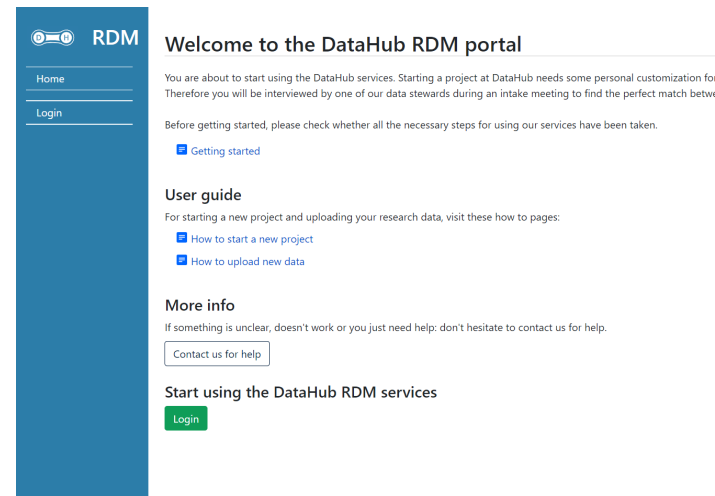 D H RDM
Home
Login
Welcome to the DataHub RDM portal
You are about to start using the DataHub services. Starting a project at DataHub needs some personal customization for
Therefore you will be interviewed by one of our data stewards during an intake meeting to find the perfect match betwe
Before getting started, please check whether all the necessary steps for using our services have been taken.
Getting started
User guide
For starting a new project and uploading your research data, visit these how to pages:
How to start a new project
How to upload new data
More info
If something is unclear, doesn't work or you just need help: don't hesitate to contact us for help.
Contact us for help
Start using the DataHub RDM services
Login